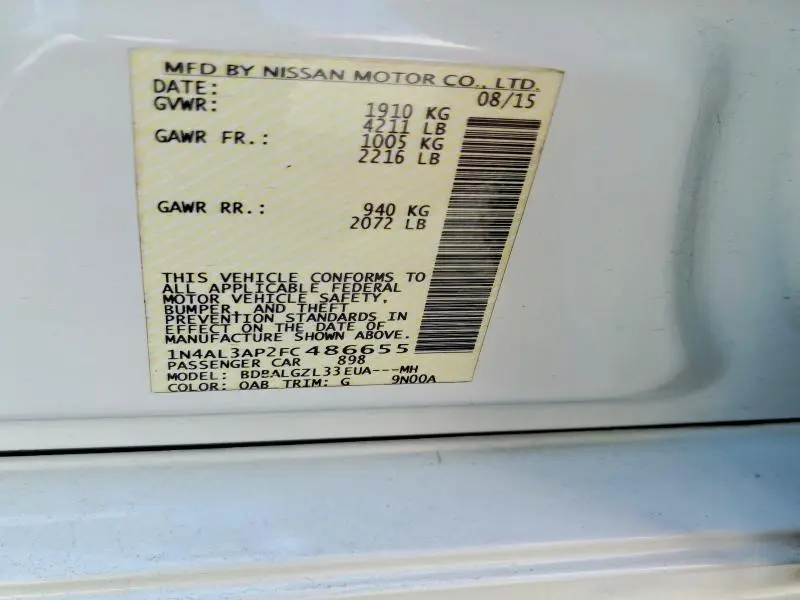 MFD BY NISSAN MOTOR CO., LTD.
DATE: 08/15
GVWR: 1910 KG
4211 LB
GAWR FR.: 1005 KG
2216 LB
GAWR RR.: 940 KG
2072 LB
THIS VEHICLE CONFORMS TO
ALL APPLICABLE FEDERAL
MOTOR VEHICLE SAFETY,
BUMPER, AND THEFT
PREVENTION STANDARDS IN
EFFECT ON THE DATE OF
MANUFACTURE SHOWN ABOVE.
1N4AL3AP2FC486655
PASSENGER CAR 898
MODEL: BDBALGZL33EUA---MH
COLOR: QAB TRIM: G 9N00A